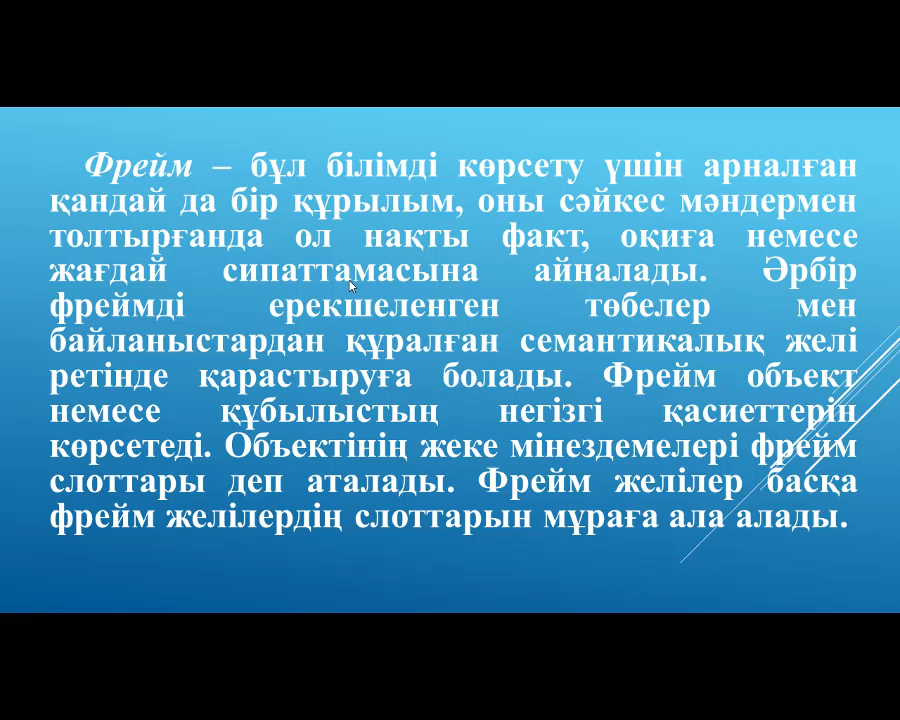 Фрейм – бұл білімді көрсету үшін арналған
қандай да бір құрылым, оны сәйкес мәндермен
толтырғанда ол нақты факт, оқиға немесе
жағдай сипаттамасына айналады. Әрбір
фреймді ерекшеленген төбелер мен
байланыстардан құралған семантикалық желі
ретінде қарастыруға болады. Фрейм объект
немесе құбылыстың негізгі қасиеттерін
көрсетеді. Объектінің жеке мінездемелері фрейм
слоттары деп аталады. Фрейм желілер басқа
фрейм желілердің слоттарын мұраға ала алады.